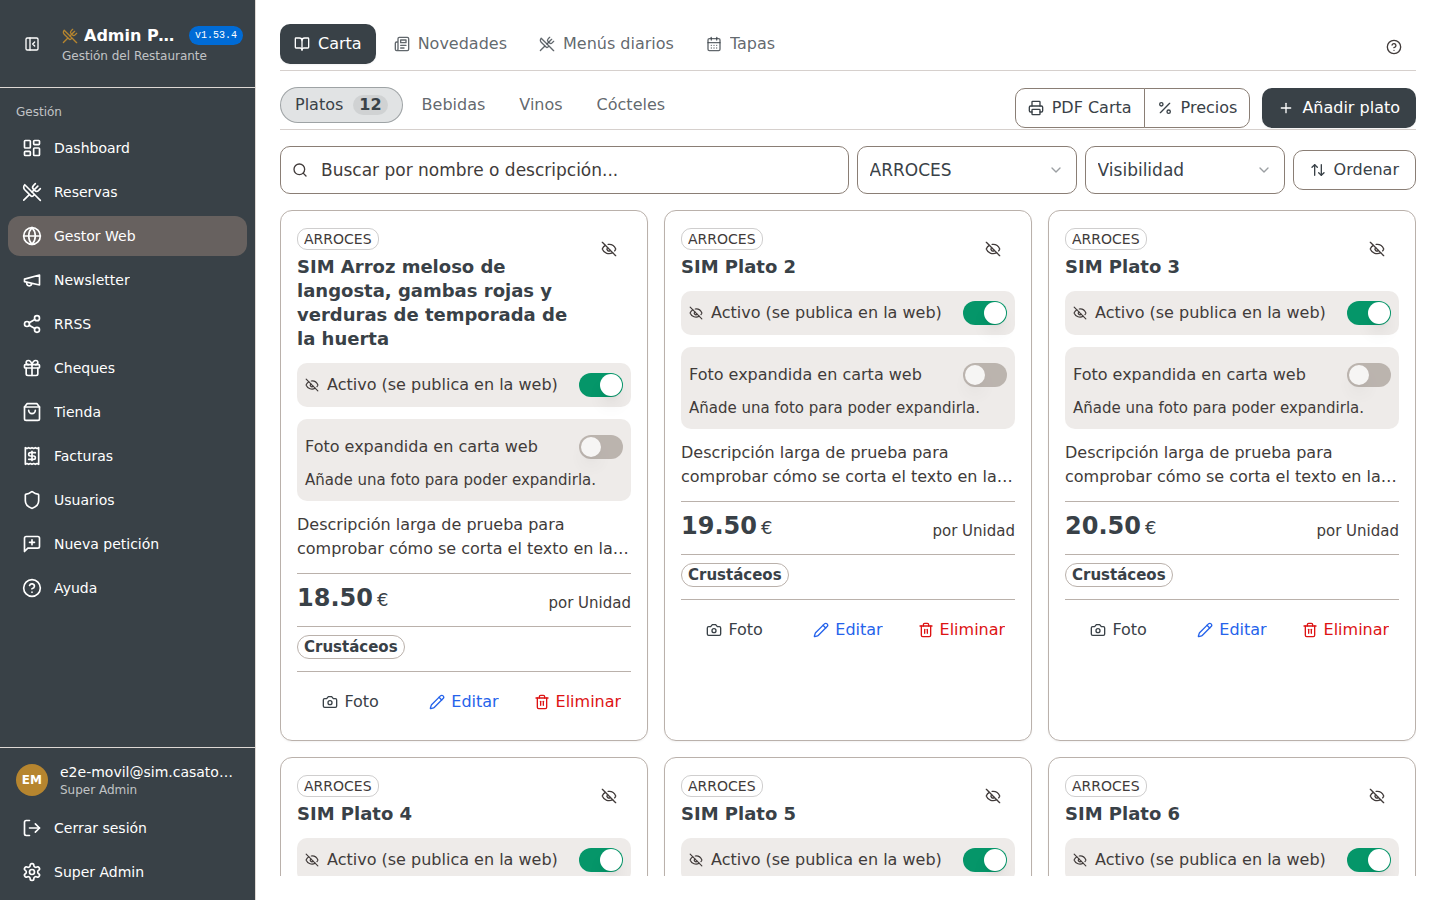 Admin P... v1.53.4
Gestión del Restaurante
Gestión
Dashboard
Reservas
Gestor Web
Newsletter
RRSS
Cheques
Tienda
Facturas
Usuarios
Nueva petición
Ayuda
EM
e2e-movil@sim.casato...
Super Admin
Cerrar sesión
Super Admin
Carta Novedades Menús diarios Tapas
Platos 12 Bebidas Vinos Cócteles PDF Carta Precios Añadir plato
Buscar por nombre o descripción... ARROCES Visibilidad Ordenar
ARROCES
SIM Arroz meloso de
langosta, gambas rojas y
verduras de temporada de
la huerta
Activo (se publica en la web)
Foto expandida en carta web
Añade una foto para poder expandirla.
Descripción larga de prueba para
comprobar cómo se corta el texto en la...
18.50 € por Unidad
Crustáceos
Foto Editar Eliminar
ARROCES
SIM Plato 2
Activo (se publica en la web)
Foto expandida en carta web
Añade una foto para poder expandirla.
Descripción larga de prueba para
comprobar cómo se corta el texto en la...
19.50 € por Unidad
Crustáceos
Foto Editar Eliminar
ARROCES
SIM Plato 3
Activo (se publica en la web)
Foto expandida en carta web
Añade una foto para poder expandirla.
Descripción larga de prueba para
comprobar cómo se corta el texto en la...
20.50 € por Unidad
Crustáceos
Foto Editar Eliminar
ARROCES
SIM Plato 4
Activo (se publica en la web)
ARROCES
SIM Plato 5
Activo (se publica en la web)
ARROCES
SIM Plato 6
Activo (se publica en la web)